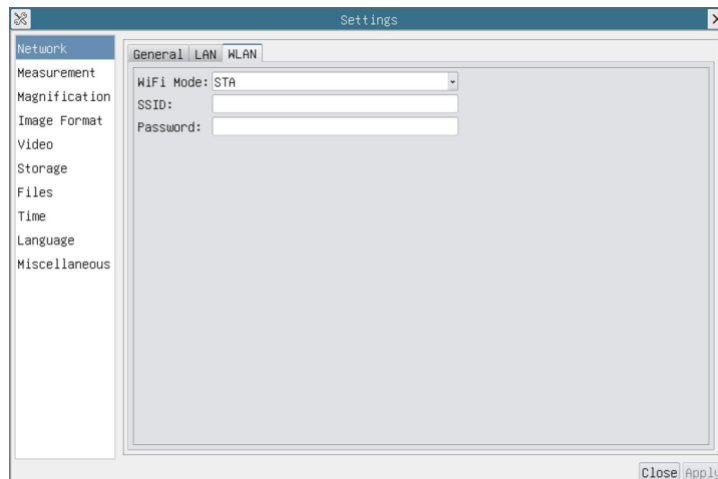 Settings
Network
Measurement
Magnification
Image Format
Video
Storage
Files
Time
Language
Miscellaneous
General LAN WLAN
WiFi Mode: STA
SSID:
Password:
Close Apply